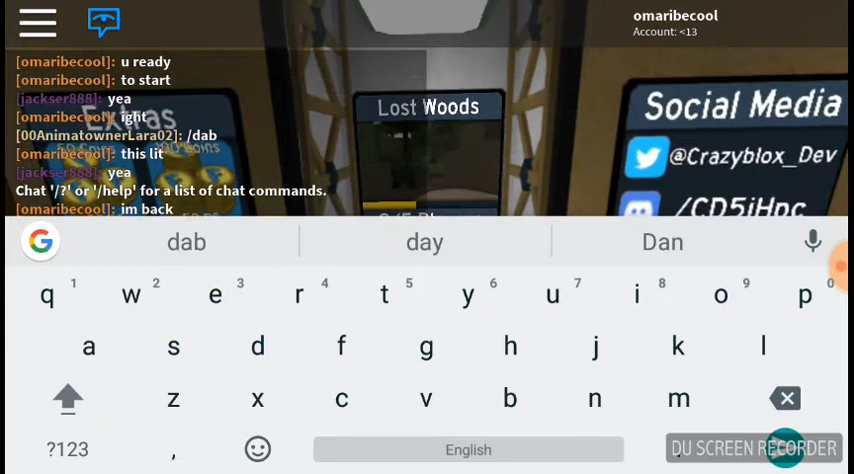 omaribecool
Account: <13
[omaribecool]: u ready
[omaribecool]: to start
[jackser888]: yea
[omaribecool]: ight
[00AnimatownerLara02]: /dab
[omaribecool]: this lit
[jackser888]: yea
Chat '/?' or '/help' for a list of chat commands.
[omaribecool]: im back
Extras
Lost Woods
Social Media
@Crazyblox_Dev
dab day Dan
q 1 w 2 e 3 r 4 t 5 y 6 u 7 i 8 o 9 p 0
a s d f g h j k l
z x c v b n m
?123 , English .
DU SCREEN RECORDER